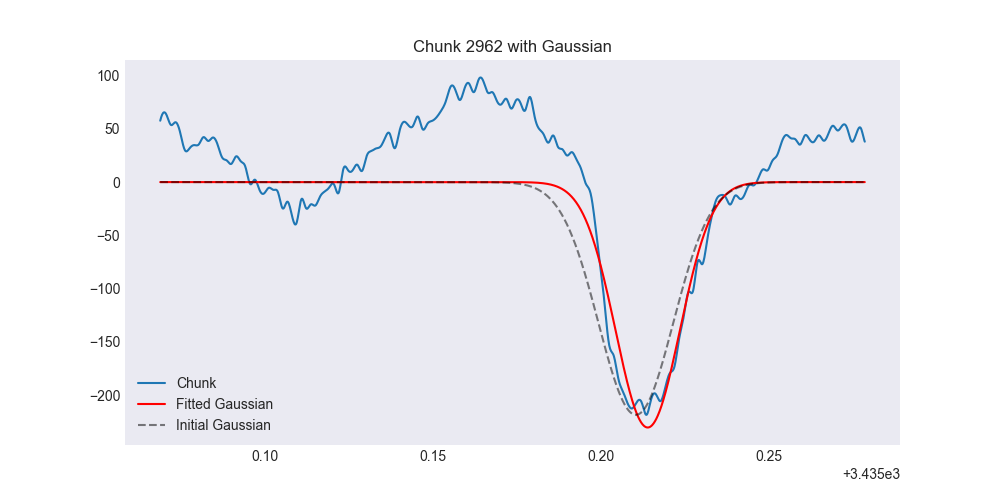 Chunk 2962 with Gaussian
100
50
0
−50
−100
−150
−200
Chunk
Fitted Gaussian
Initial Gaussian
0.10 0.15 0.20 0.25
+3.435e3